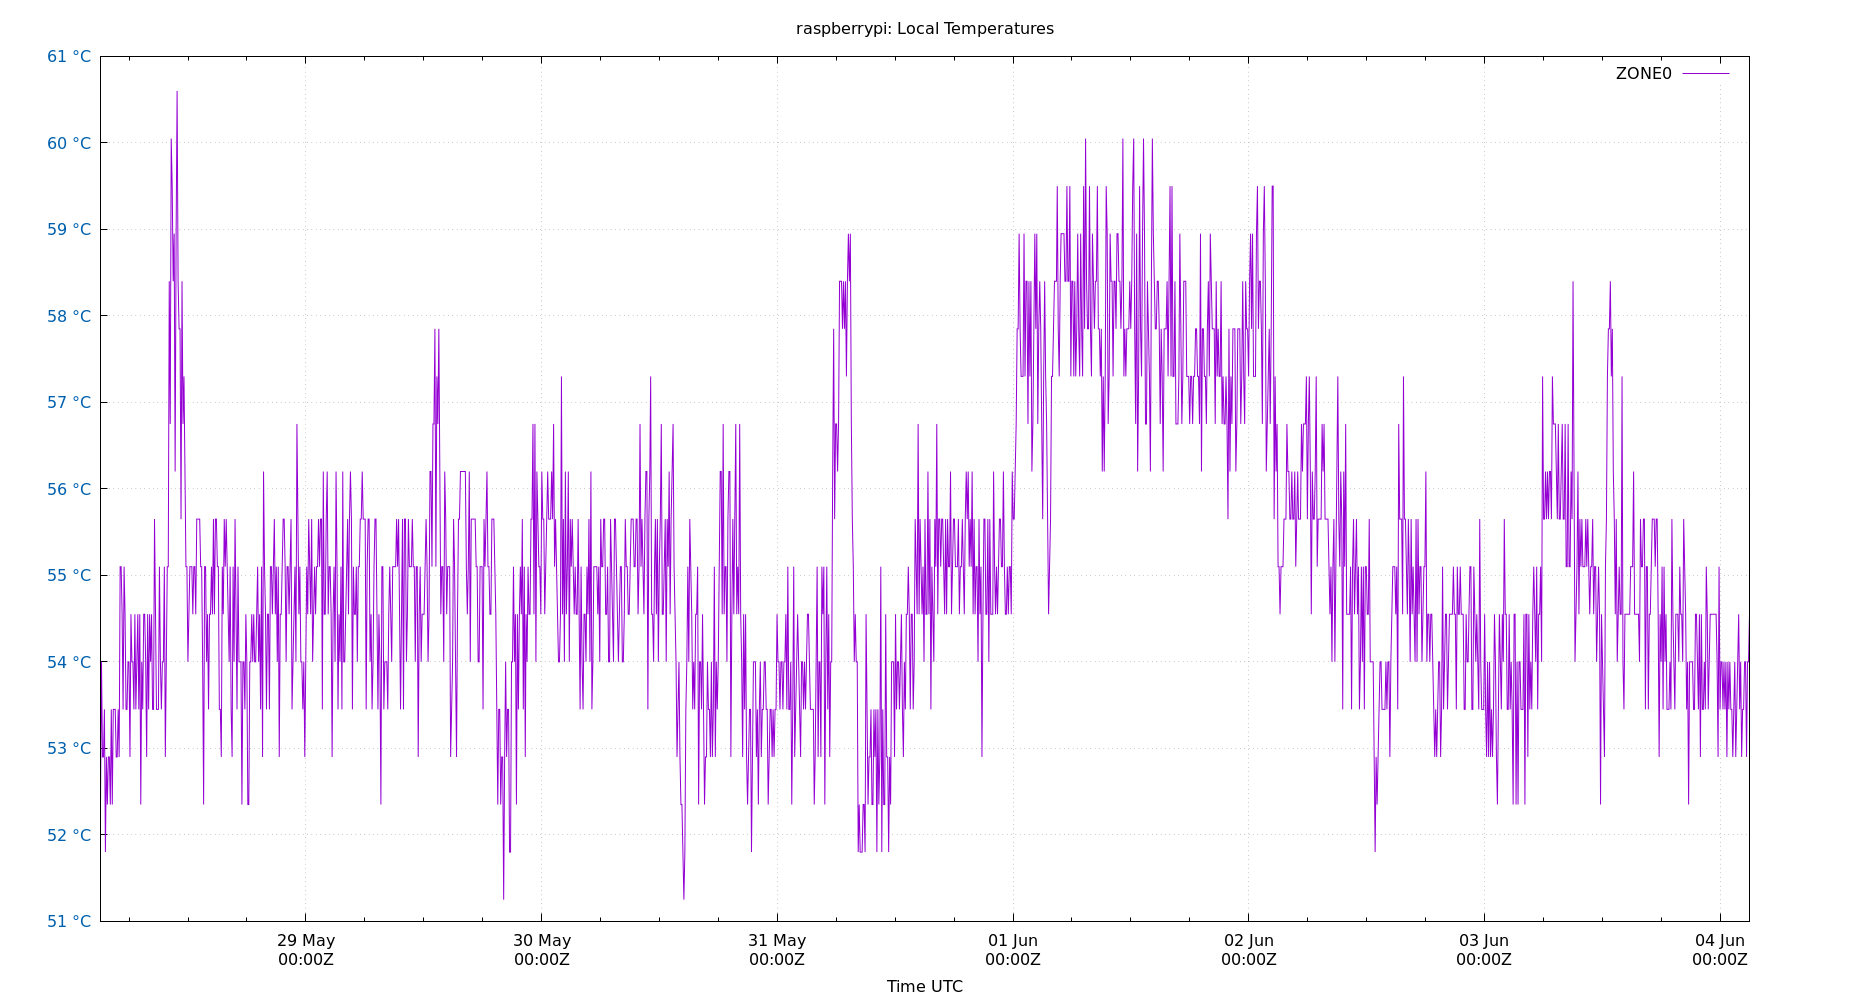 raspberrypi: Local Temperatures
61 °C
ZONE0
60 °C
59 °C
58 °C
57 °C
56 °C
55 °C
54 °C
53 °C
52 °C
51 °C
29 May 30 May 31 May 01 Jun 02 Jun 03 Jun 04 Jun
00:00Z 00:00Z 00:00Z 00:00Z 00:00Z 00:00Z 00:00Z
Time UTC